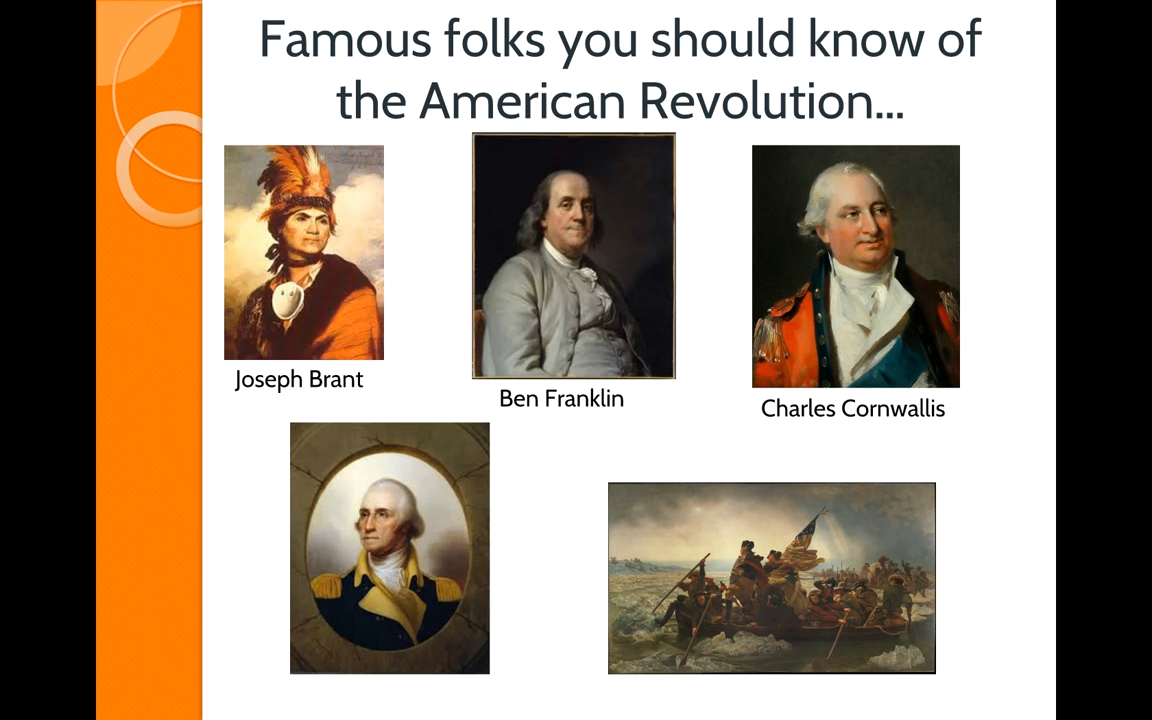 Famous folks you should know of
the American Revolution...
Joseph Brant
Ben Franklin
Charles Cornwallis